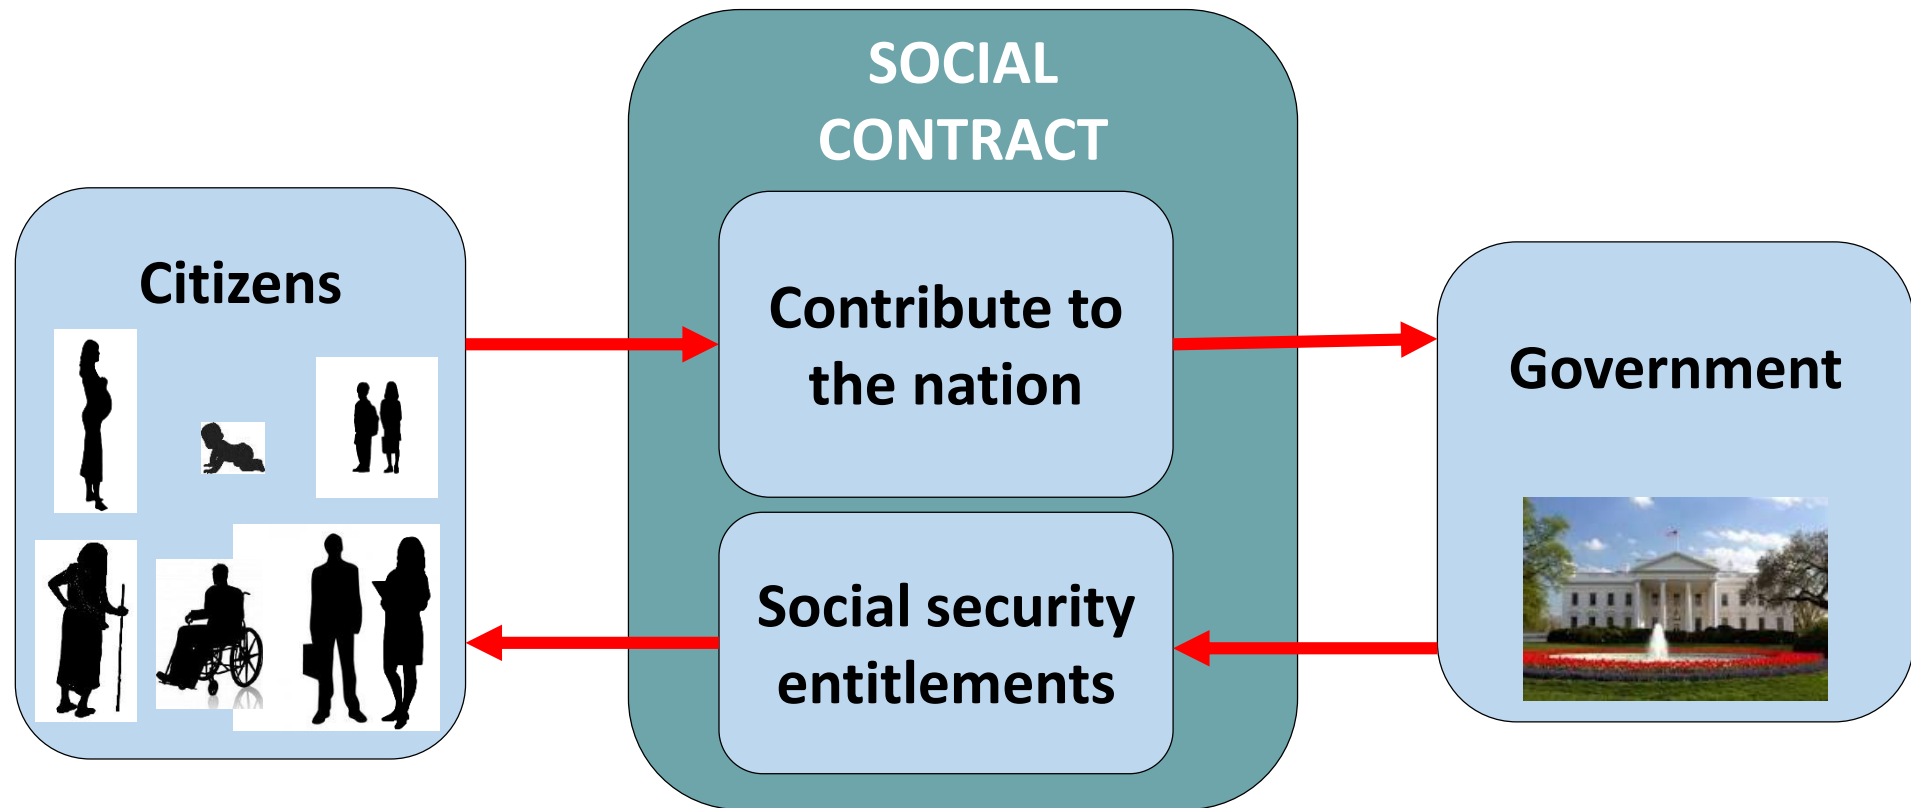 SOCIAL
CONTRACT
Citizens
Contribute to
the nation
Government
Social security
entitlements